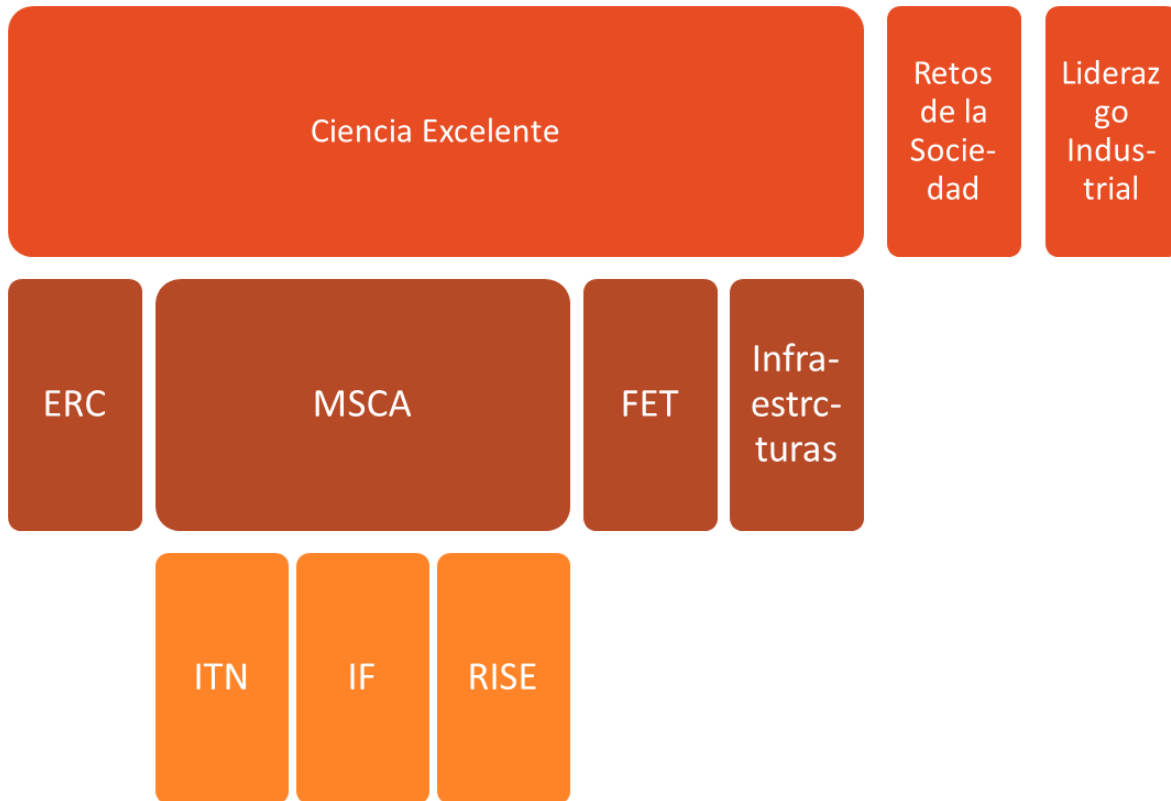 Ciencia Excelente
Retos
de la
Socie-
dad
Lideraz
go
Indus-
trial
ERC
MSCA
FET
Infra-
estrc-
turas
ITN
IF
RISE